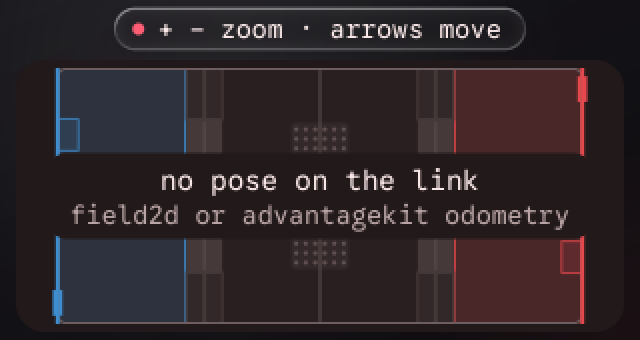 + - zoom · arrows move
no pose on the link
field2d or advantagekit odometry